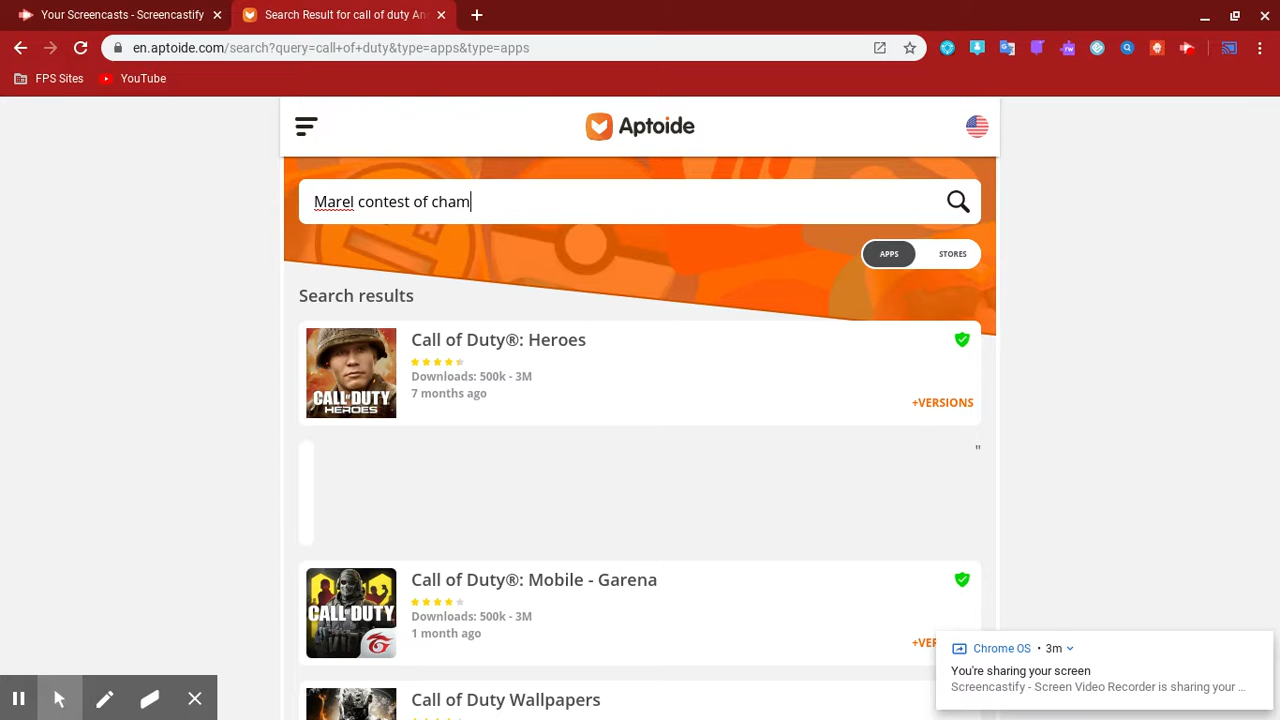 Your Screencasts - Screencastify
Search Result for call of duty An
en.aptoide.com/search?query=call+of+duty&type=apps&type=apps
rw
FPS Sites
YouTube
Aptoide
Marel contest of cham
APPS
STORES
Search results
CALL OF DUTY
HEROES
Call of Duty®: Heroes
Downloads: 500k - 3M
7 months ago
+VERSIONS
"
CALL OF DUTY
Call of Duty®: Mobile - Garena
Downloads: 500k - 3M
1 month ago
+VER
Call of Duty Wallpapers
Chrome OS • 3m
You're sharing your screen
Screencastify - Screen Video Recorder is sharing your ...